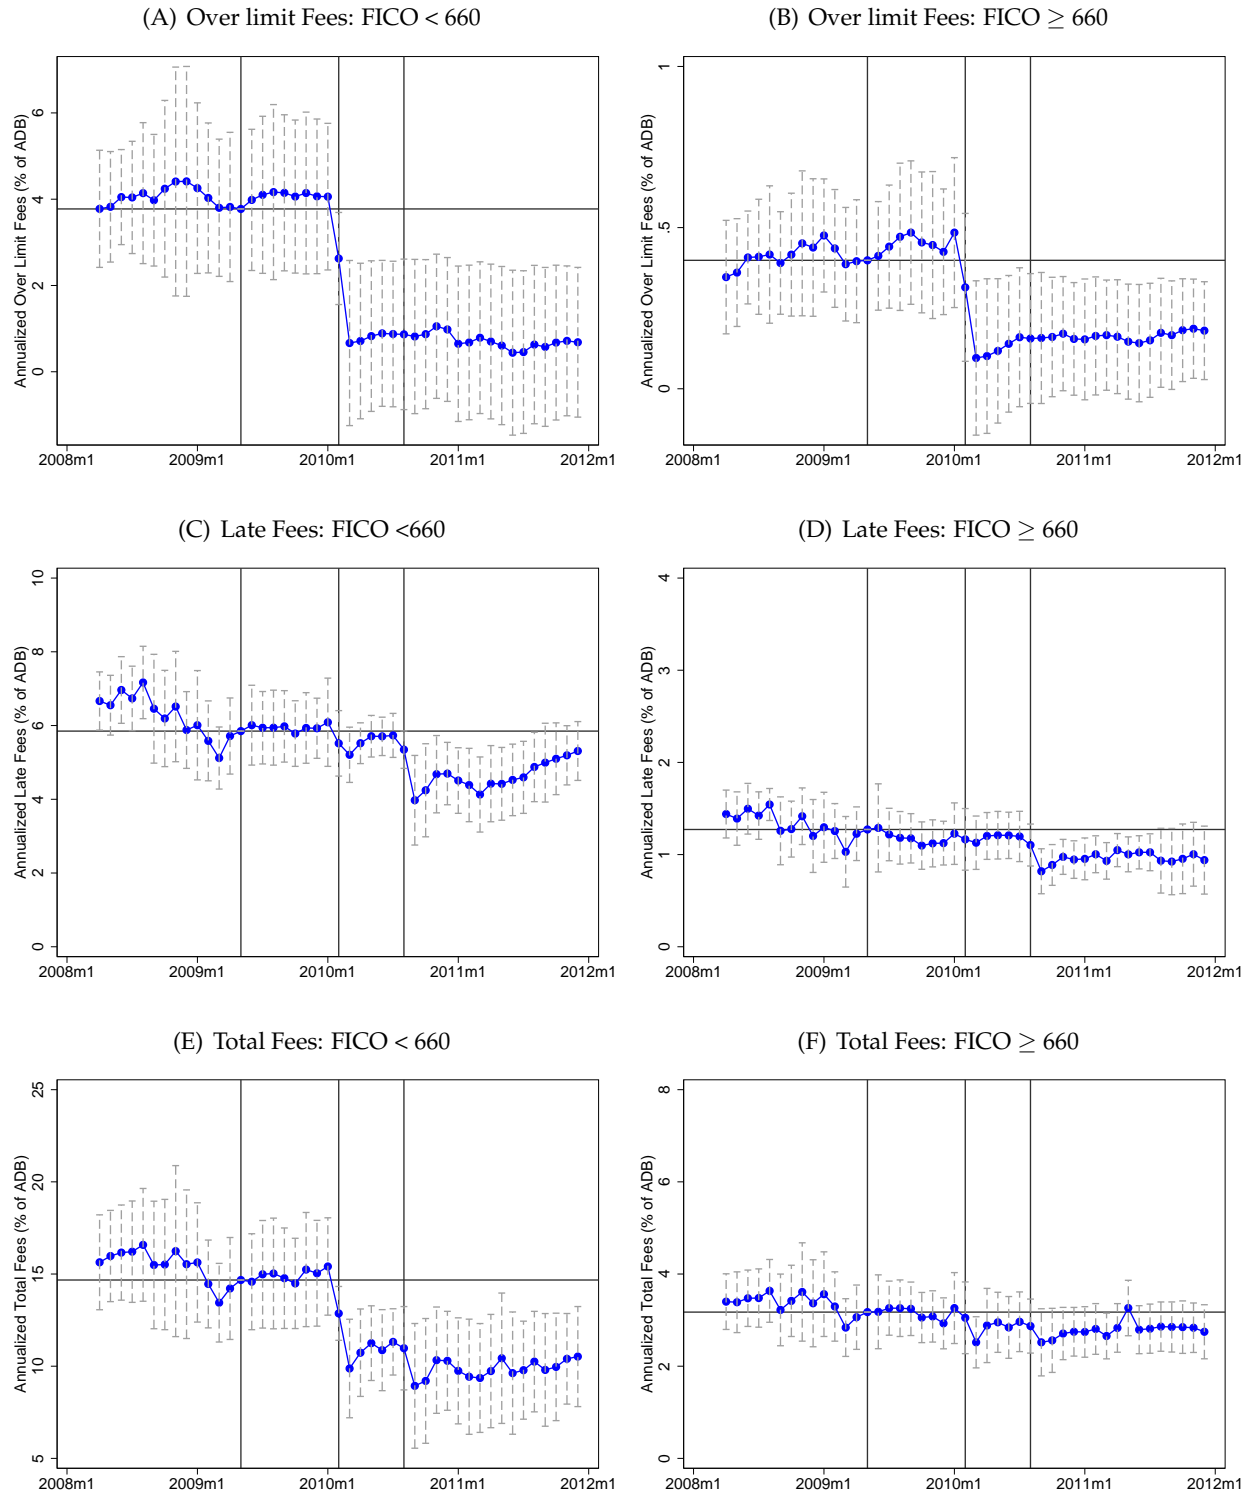 (A) Over limit Fees: FICO < 660
Annualized Over Limit Fees (% of ADB)
6
4
2
0
2008m1 2009m1 2010m1 2011m1 2012m1
(B) Over limit Fees: FICO ≥ 660
Annualized Over Limit Fees (% of ADB)
1
.5
0
2008m1 2009m1 2010m1 2011m1 2012m1
(C) Late Fees: FICO <660
Annualized Late Fees (% of ADB)
10
8
6
4
2
0
2008m1 2009m1 2010m1 2011m1 2012m1
(D) Late Fees: FICO ≥ 660
Annualized Late Fees (% of ADB)
4
3
2
1
0
2008m1 2009m1 2010m1 2011m1 2012m1
(E) Total Fees: FICO < 660
Annualized Total Fees (% of ADB)
25
20
15
10
5
2008m1 2009m1 2010m1 2011m1 2012m1
(F) Total Fees: FICO ≥ 660
Annualized Total Fees (% of ADB)
8
6
4
2
0
2008m1 2009m1 2010m1 2011m1 2012m1